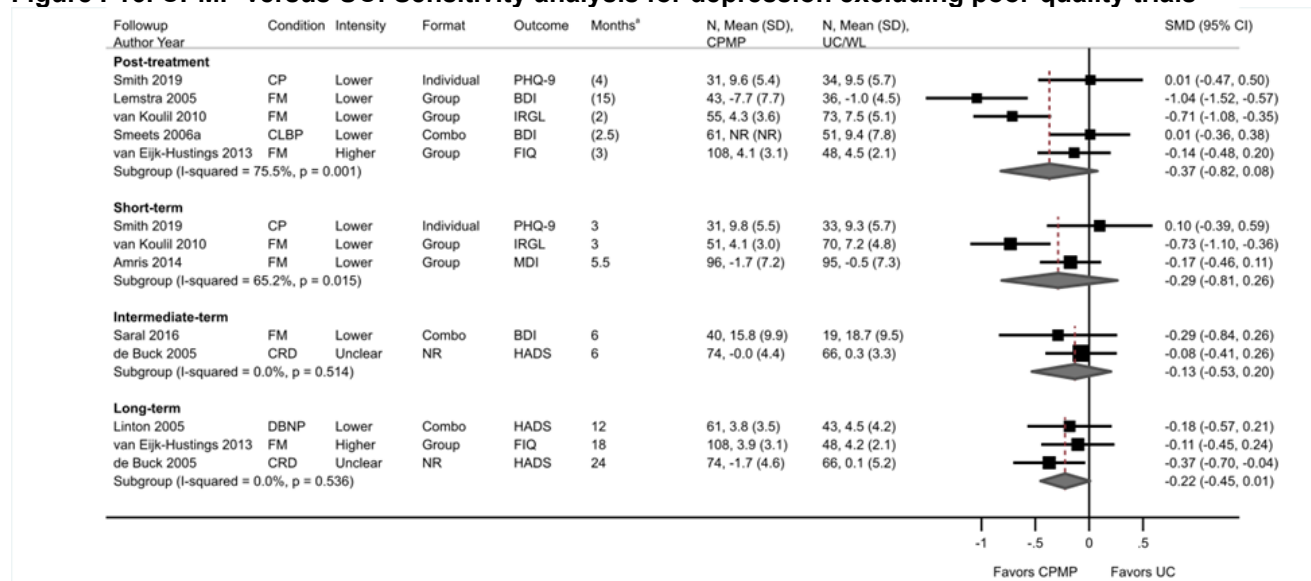 Figure CPMP versus UC: Sensitivity analysis for depression excluding poor quality trials
Followup Condition Intensity Format Outcome Months^a N, Mean (SD), N, Mean (SD), SMD (95% CI)
Author Year CPMP UC/WL
Post-treatment
Smith 2019 CP Lower Individual PHQ-9 (4) 31, 9.6 (5.4) 34, 9.5 (5.7) 0.01 (-0.47, 0.50)
Lemstra 2005 FM Lower Group BDI (15) 43, -7.7 (7.7) 36, -1.0 (4.5) -1.04 (-1.52, -0.57)
van Koulil 2010 FM Lower Group IRGL (2) 55, 4.3 (3.6) 73, 7.5 (5.1) -0.71 (-1.08, -0.35)
Smeets 2006a CLBP Lower Combo BDI (2.5) 61, NR (NR) 51, 9.4 (7.8) 0.01 (-0.36, 0.38)
van Eijk-Hustings 2013 FM Higher Group FIQ (3) 108, 4.1 (3.1) 48, 4.5 (2.1) -0.14 (-0.48, 0.20)
Subgroup (I-squared = 75.5%, p = 0.001) -0.37 (-0.82, 0.08)
Short-term
Smith 2019 CP Lower Individual PHQ-9 3 31, 9.8 (5.5) 33, 9.3 (5.7) 0.10 (-0.39, 0.59)
van Koulil 2010 FM Lower Group IRGL 3 51, 4.1 (3.0) 70, 7.2 (4.8) -0.73 (-1.10, -0.36)
Amris 2014 FM Lower Group MDI 5.5 96, -1.7 (7.2) 95, -0.5 (7.3) -0.17 (-0.46, 0.11)
Subgroup (I-squared = 65.2%, p = 0.015) -0.29 (-0.81, 0.26)
Intermediate-term
Saral 2016 FM Lower Combo BDI 6 40, 15.8 (9.9) 19, 18.7 (9.5) -0.29 (-0.84, 0.26)
de Buck 2005 CRD Unclear NR HADS 6 74, -0.0 (4.4) 66, 0.3 (3.3) -0.08 (-0.41, 0.26)
Subgroup (I-squared = 0.0%, p = 0.514) -0.13 (-0.53, 0.20)
Long-term
Linton 2005 DBNP Lower Combo HADS 12 61, 3.8 (3.5) 43, 4.5 (4.2) -0.18 (-0.57, 0.21)
van Eijk-Hustings 2013 FM Higher Group FIQ 18 108, 3.9 (3.1) 48, 4.2 (2.1) -0.11 (-0.45, 0.24)
de Buck 2005 CRD Unclear NR HADS 24 74, -1.7 (4.6) 66, 0.1 (5.2) -0.37 (-0.70, -0.04)
Subgroup (I-squared = 0.0%, p = 0.536) -0.22 (-0.45, 0.01)
-1 -.5 0 .5
Favors CPMP Favors UC